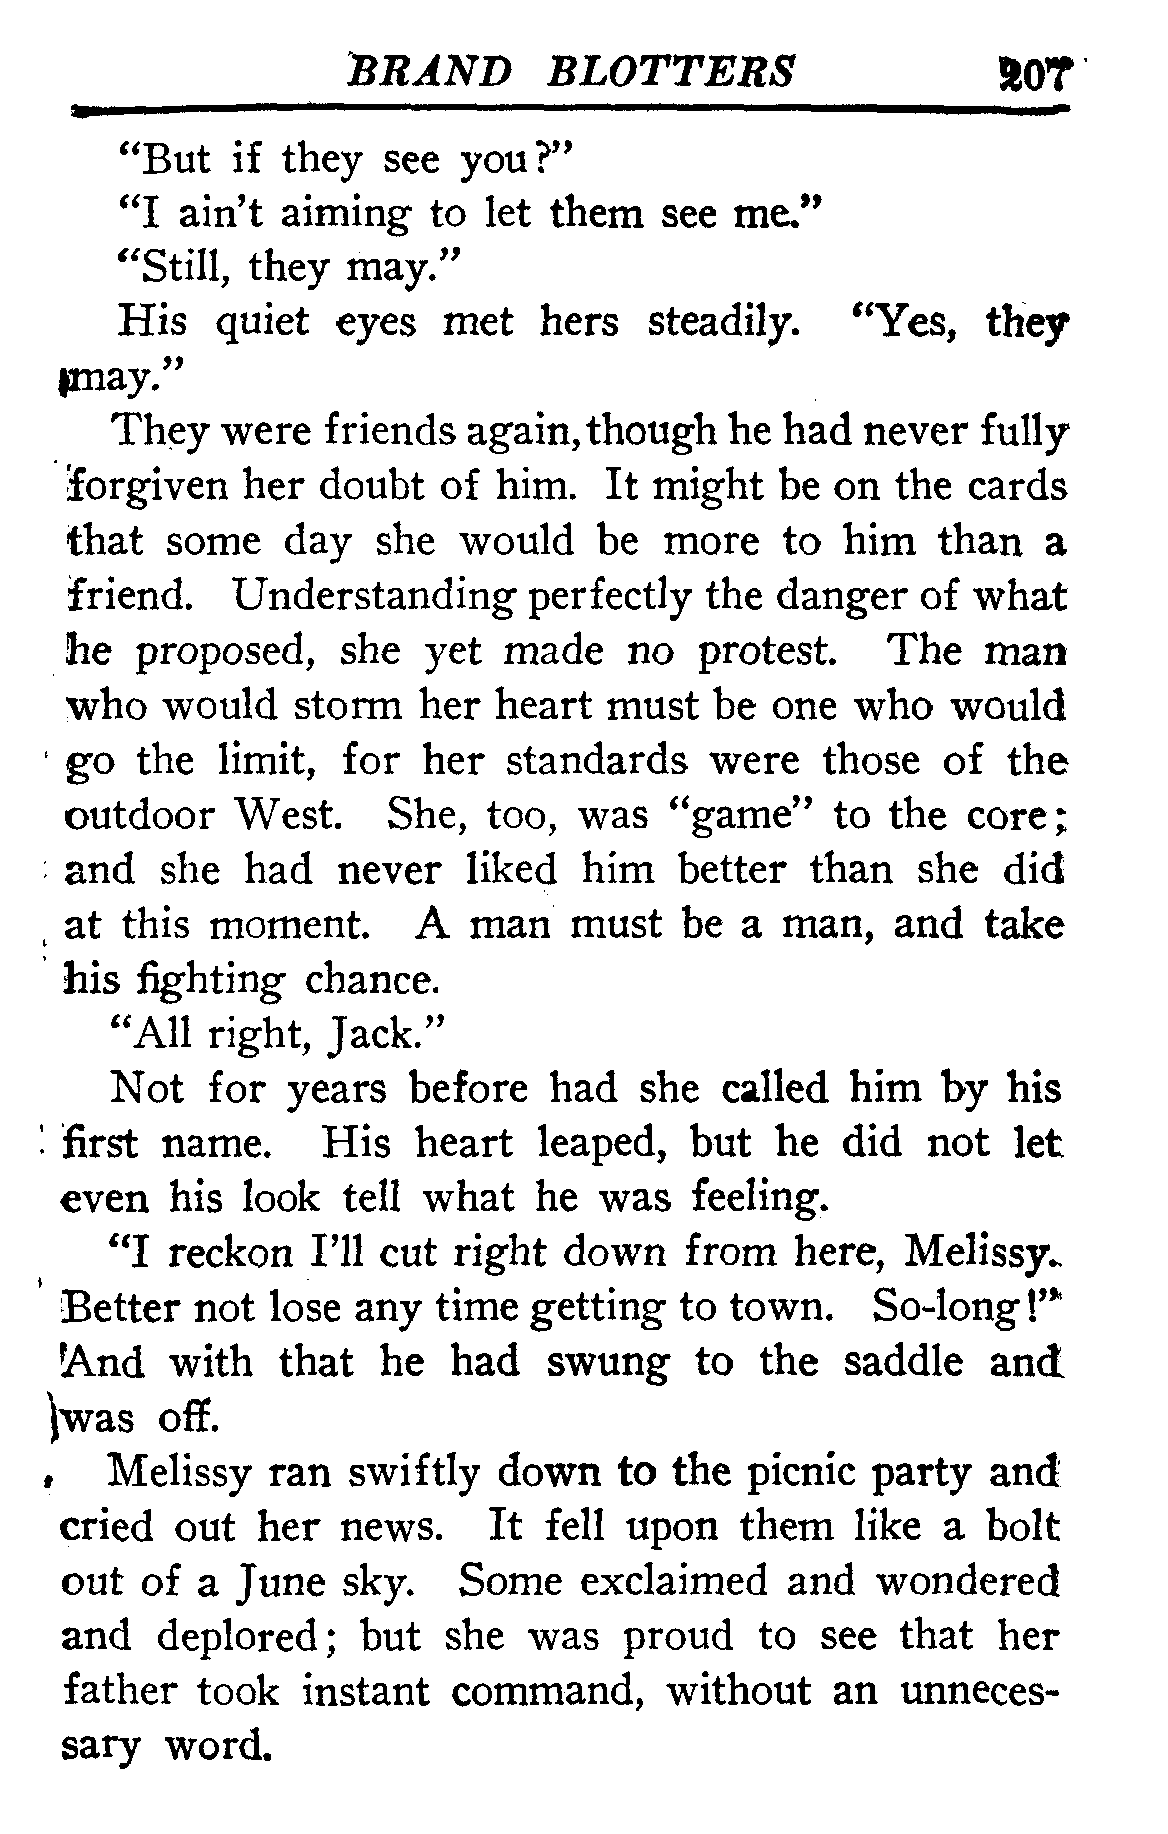 BRAND BLOTTERS 207
“But if they see you?”
“I ain’t aiming to let them see me.”
“Still, they may.”
His quiet eyes met hers steadily. “Yes, they
may.”
They were friends again, though he had never fully
forgiven her doubt of him. It might be on the cards
that some day she would be more to him than a
friend. Understanding perfectly the danger of what
he proposed, she yet made no protest. The man
who would storm her heart must be one who would
go the limit, for her standards were those of the
outdoor West. She, too, was “game” to the core;
and she had never liked him better than she did
at this moment. A man must be a man, and take
his fighting chance.
“All right, Jack.”
Not for years before had she called him by his
first name. His heart leaped, but he did not let
even his look tell what he was feeling.
“I reckon I’ll cut right down from here, Melissy.
Better not lose any time getting to town. So-long!”
And with that he had swung to the saddle and
was off.
Melissy ran swiftly down to the picnic party and
cried out her news. It fell upon them like a bolt
out of a June sky. Some exclaimed and wondered
and deplored; but she was proud to see that her
father took instant command, without an unneces-
sary word.